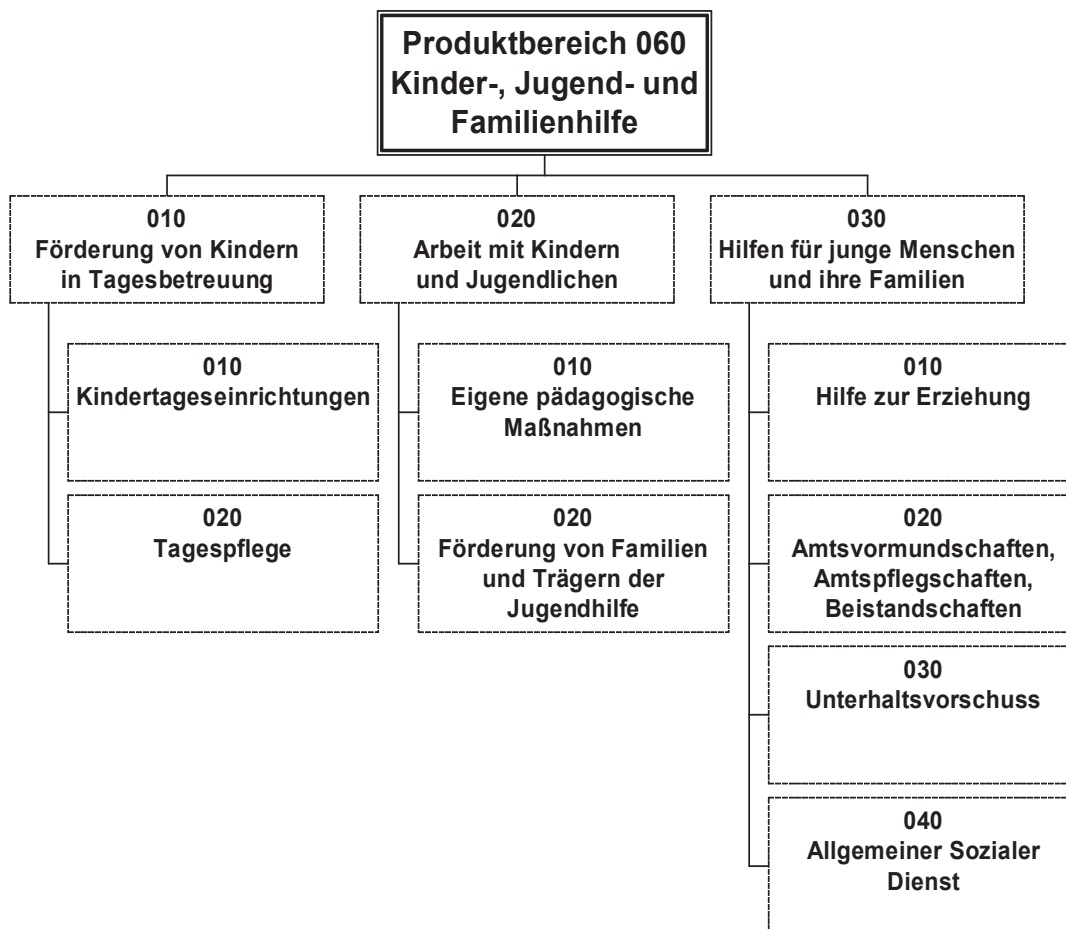 Produktbereich 060
Kinder-, Jugend- und
Familienhilfe
010
Förderung von Kindern
in Tagesbetreuung
020
Arbeit mit Kindern
und Jugendlichen
030
Hilfen für junge Menschen
und ihre Familien
010
Kindertageseinrichtungen
020
Tagespflege
010
Eigene pädagogische
Maßnahmen
020
Förderung von Familien
und Trägern der
Jugendhilfe
010
Hilfe zur Erziehung
020
Amtsvormundschaften,
Amtspflegschaften,
Beistandschaften
030
Unterhaltsvorschuss
040
Allgemeiner Sozialer
Dienst